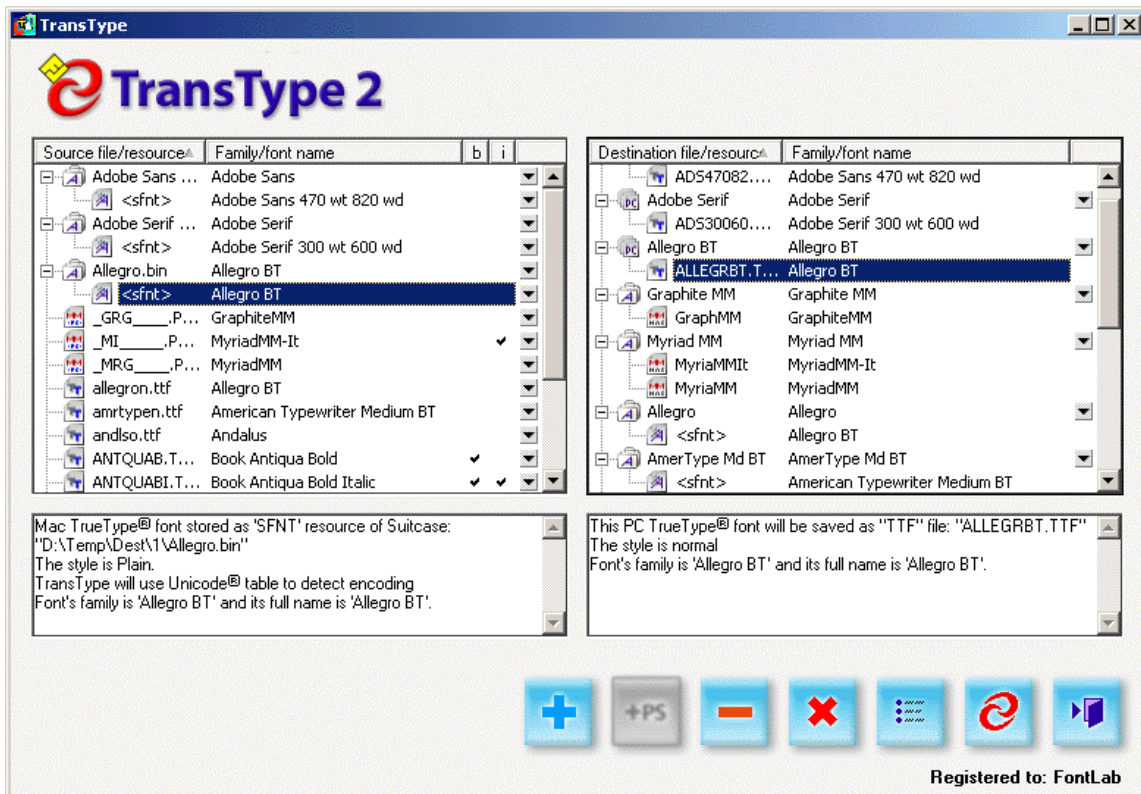 TransType
TransType 2
Source file/resource Family/font name b i
Adobe Sans ... Adobe Sans
<sfnt> Adobe Sans 470 wt 820 wd
Adobe Serif ... Adobe Serif
<sfnt> Adobe Serif 300 wt 600 wd
Allegro.bin Allegro BT
<sfnt> Allegro BT
_GRG____.P... GraphiteMM
_MI______.P... MyriadMM-It
_MRG____.P... MyriadMM
allegron.ttf Allegro BT
amrtypen.ttf American Typewriter Medium BT
andlso.ttf Andalus
ANTQUAB.T... Book Antiqua Bold
ANTQUABI.T... Book Antiqua Bold Italic
Destination file/resourc Family/font name
ADS47082.... Adobe Sans 470 wt 820 wd
Adobe Serif Adobe Serif
ADS30060.... Adobe Serif 300 wt 600 wd
Allegro BT Allegro BT
ALLEGRBT.T... Allegro BT
Graphite MM Graphite MM
GraphMM GraphiteMM
Myriad MM Myriad MM
MyriaMMIt MyriadMM-It
MyriaMM MyriadMM
Allegro Allegro
<sfnt> Allegro BT
AmerType Md BT AmerType Md BT
<sfnt> American Typewriter Medium BT
Mac TrueType® font stored as 'SFNT' resource of Suitcase:
"D:\Temp\Dest\1\Allegro.bin"
The style is Plain.
TransType will use Unicode® table to detect encoding
Font's family is 'Allegro BT' and its full name is 'Allegro BT'.
This PC TrueType® font will be saved as "TTF" file: "ALLEGRBT.TTF"
The style is normal
Font's family is 'Allegro BT' and its full name is 'Allegro BT'.
+PS
Registered to: FontLab